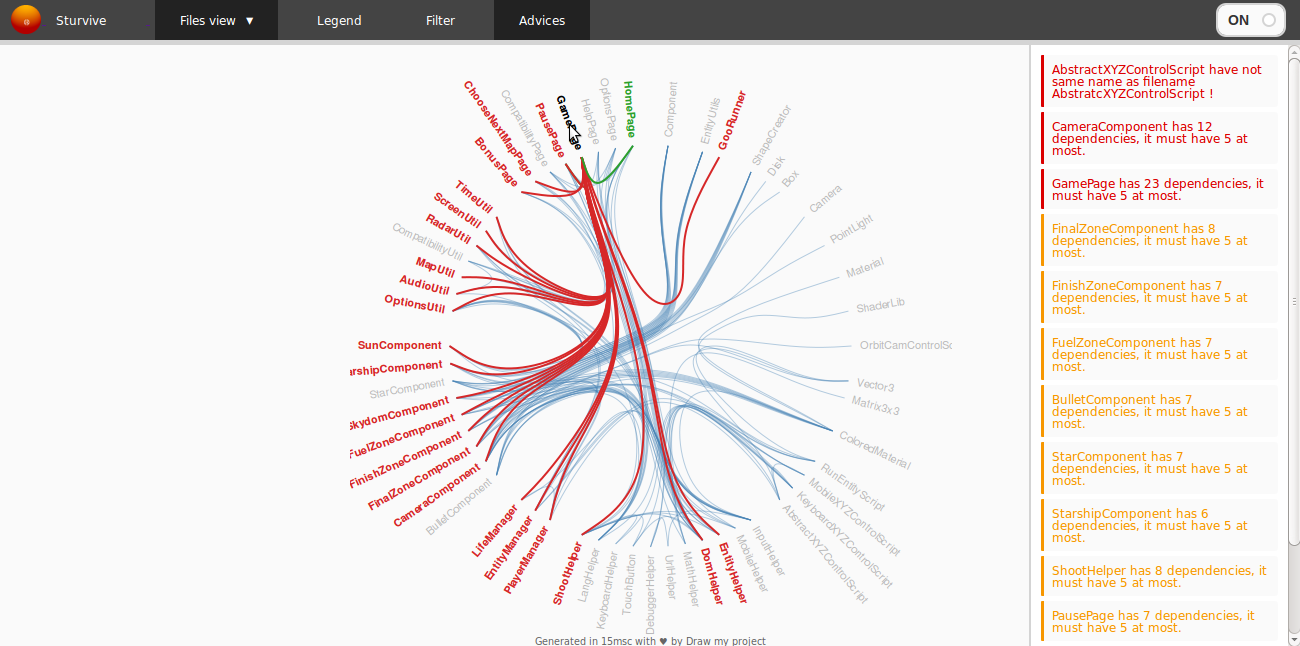 Sturvive
Files view ▼
Legend
Filter
Advices
ON
ChooseNextMapPage
CompatibilityPage
PausePage
GamePage
HelpPage
OptionsPage
HomePage
Component
EntityUtils
GooRunner
ShapeCreator
Disk
Box
Camera
PointLight
Material
ShaderLib
OrbitCamControlSc
Vector3
Matrix3x3
ColoredMaterial
RunEntityScript
MobileXYZControlScript
KeyboardXYZControlScript
AbstractXYZControlScript
InputHelper
MobileHelper
EntityHelper
DomHelper
MathHelper
UrlHelper
DebuggerHelper
TouchButton
KeyboardHelper
LangHelper
ShootHelper
PlayerManager
EntityManager
LifeManager
BulletComponent
CameraComponent
FinalZoneComponent
FinishZoneComponent
FuelZoneComponent
SkydomComponent
StarComponent
arshipComponent
SunComponent
OptionsUtil
AudioUtil
MapUtil
CompatibilityUtil
RadarUtil
ScreenUtil
TimeUtil
BonusPage
Generated in 15msc with ♥ by Draw my project
AbstractXYZControlScript have not
same name as filename
AbstratcXYZControlScript !
CameraComponent has 12
dependencies, it must have 5 at
most.
GamePage has 23 dependencies, it
must have 5 at most.
FinalZoneComponent has 8
dependencies, it must have 5 at
most.
FinishZoneComponent has 7
dependencies, it must have 5 at
most.
FuelZoneComponent has 7
dependencies, it must have 5 at
most.
BulletComponent has 7
dependencies, it must have 5 at
most.
StarComponent has 7
dependencies, it must have 5 at
most.
StarshipComponent has 6
dependencies, it must have 5 at
most.
ShootHelper has 8 dependencies, it
must have 5 at most.
PausePage has 7 dependencies, it
must have 5 at most.